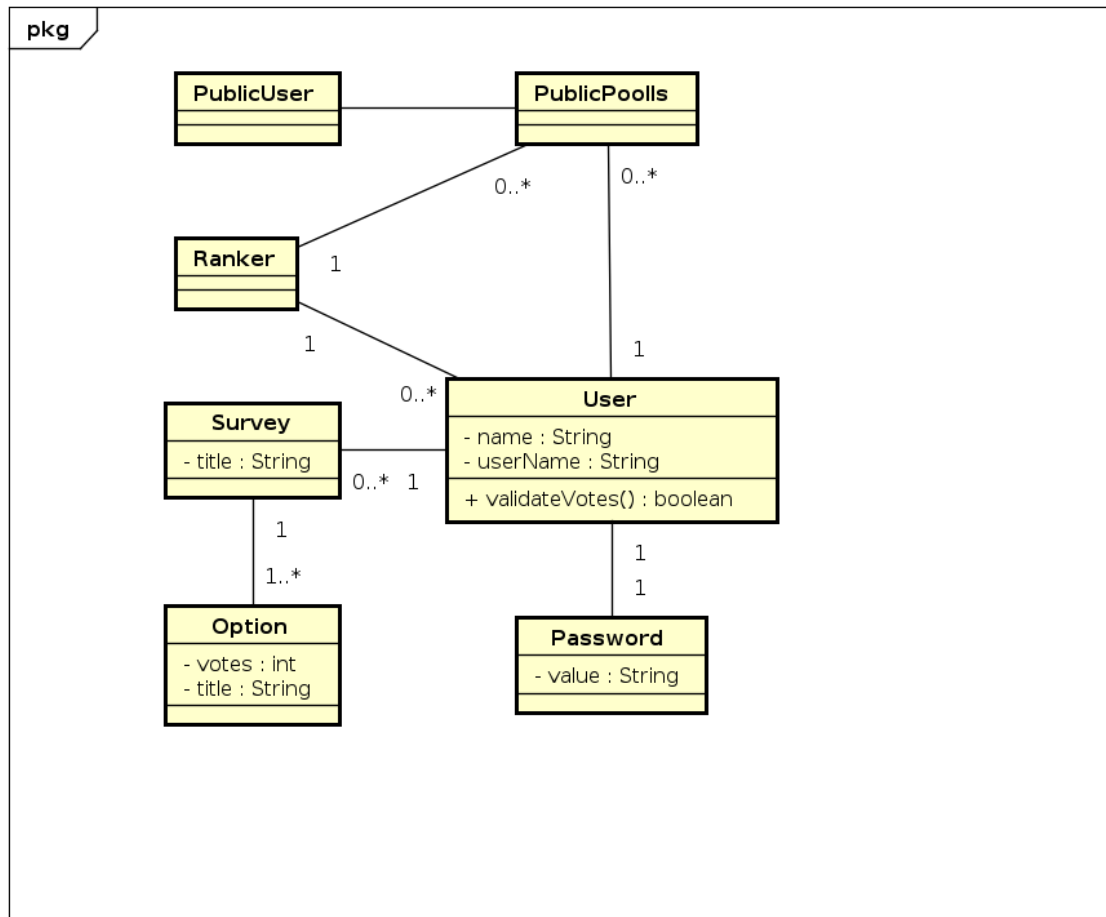 pkg
PublicUser
PublicPoolls
0..*
0..*
Ranker
1
1
1
0..*
User
- name : String
- userName : String
+ validateVotes() : boolean
Survey
- title : String
0..*
1
1
1..*
1
1
Option
- votes : int
- title : String
Password
- value : String